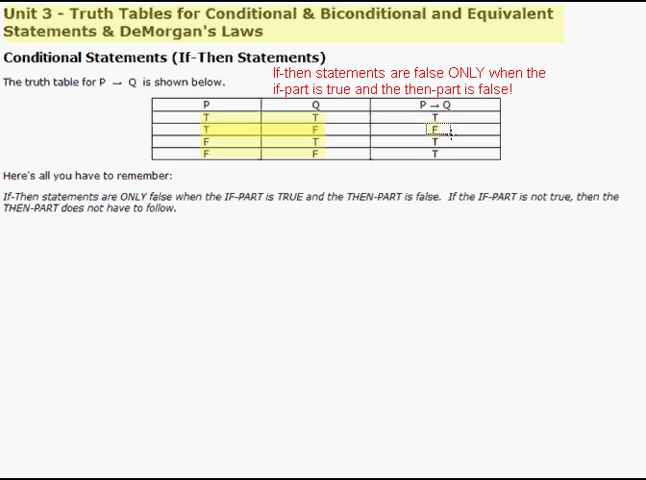 Unit 3 - Truth Tables for Conditional & Biconditional and Equivalent
Statements & DeMorgan's Laws
Conditional Statements (If-Then Statements)
The truth table for P → Q is shown below.
If-then statements are false ONLY when the
if-part is true and the then-part is false!
P Q P → Q
T T T
T F F
F T T
F F T
Here's all you have to remember:
If-Then statements are ONLY false when the IF-PART is TRUE and the THEN-PART is false. If the IF-PART is not true, then the
THEN-PART does not have to follow.